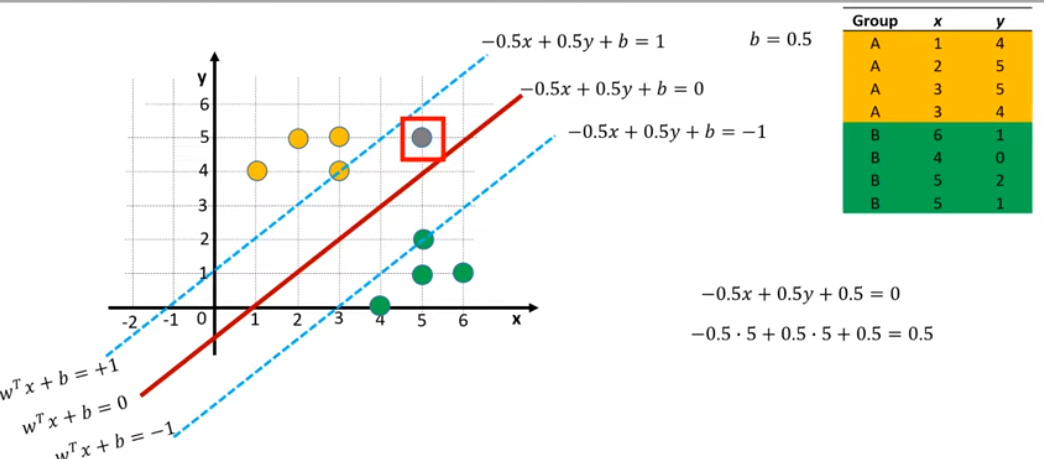 −0.5x + 0.5y + b = 1
b = 0.5
−0.5x + 0.5y + b = 0
−0.5x + 0.5y + b = −1
Group x y
A 1 4
A 2 5
A 3 5
A 3 4
B 6 1
B 4 0
B 5 2
B 5 1
y
6
5
4
3
2
1
-2 -1 0 1 2 3 4 5 6 x
−0.5x + 0.5y + 0.5 = 0
−0.5 · 5 + 0.5 · 5 + 0.5 = 0.5
wᵀx + b = +1
wᵀx + b = 0
wᵀx + b = −1